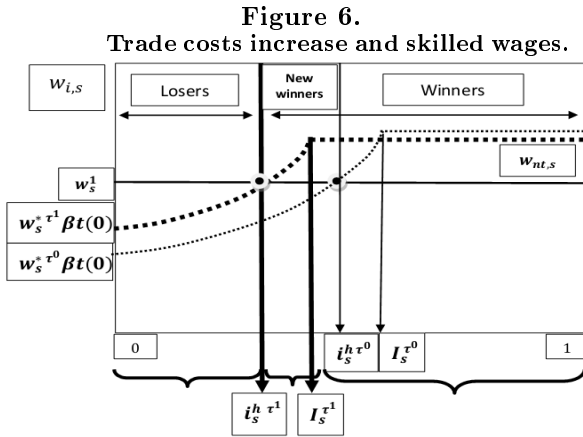 Figure 6.
Trade costs increase and skilled wages.
w_{i,s}
Losers
New
winners
Winners
w_{nt,s}
w_s^1
w_s^{* τ^1} βt(0)
w_s^{* τ^0} βt(0)
0
i_s^{h τ^0}
I_s^{τ^0}
1
i_s^{h τ^1}
I_s^{τ^1}